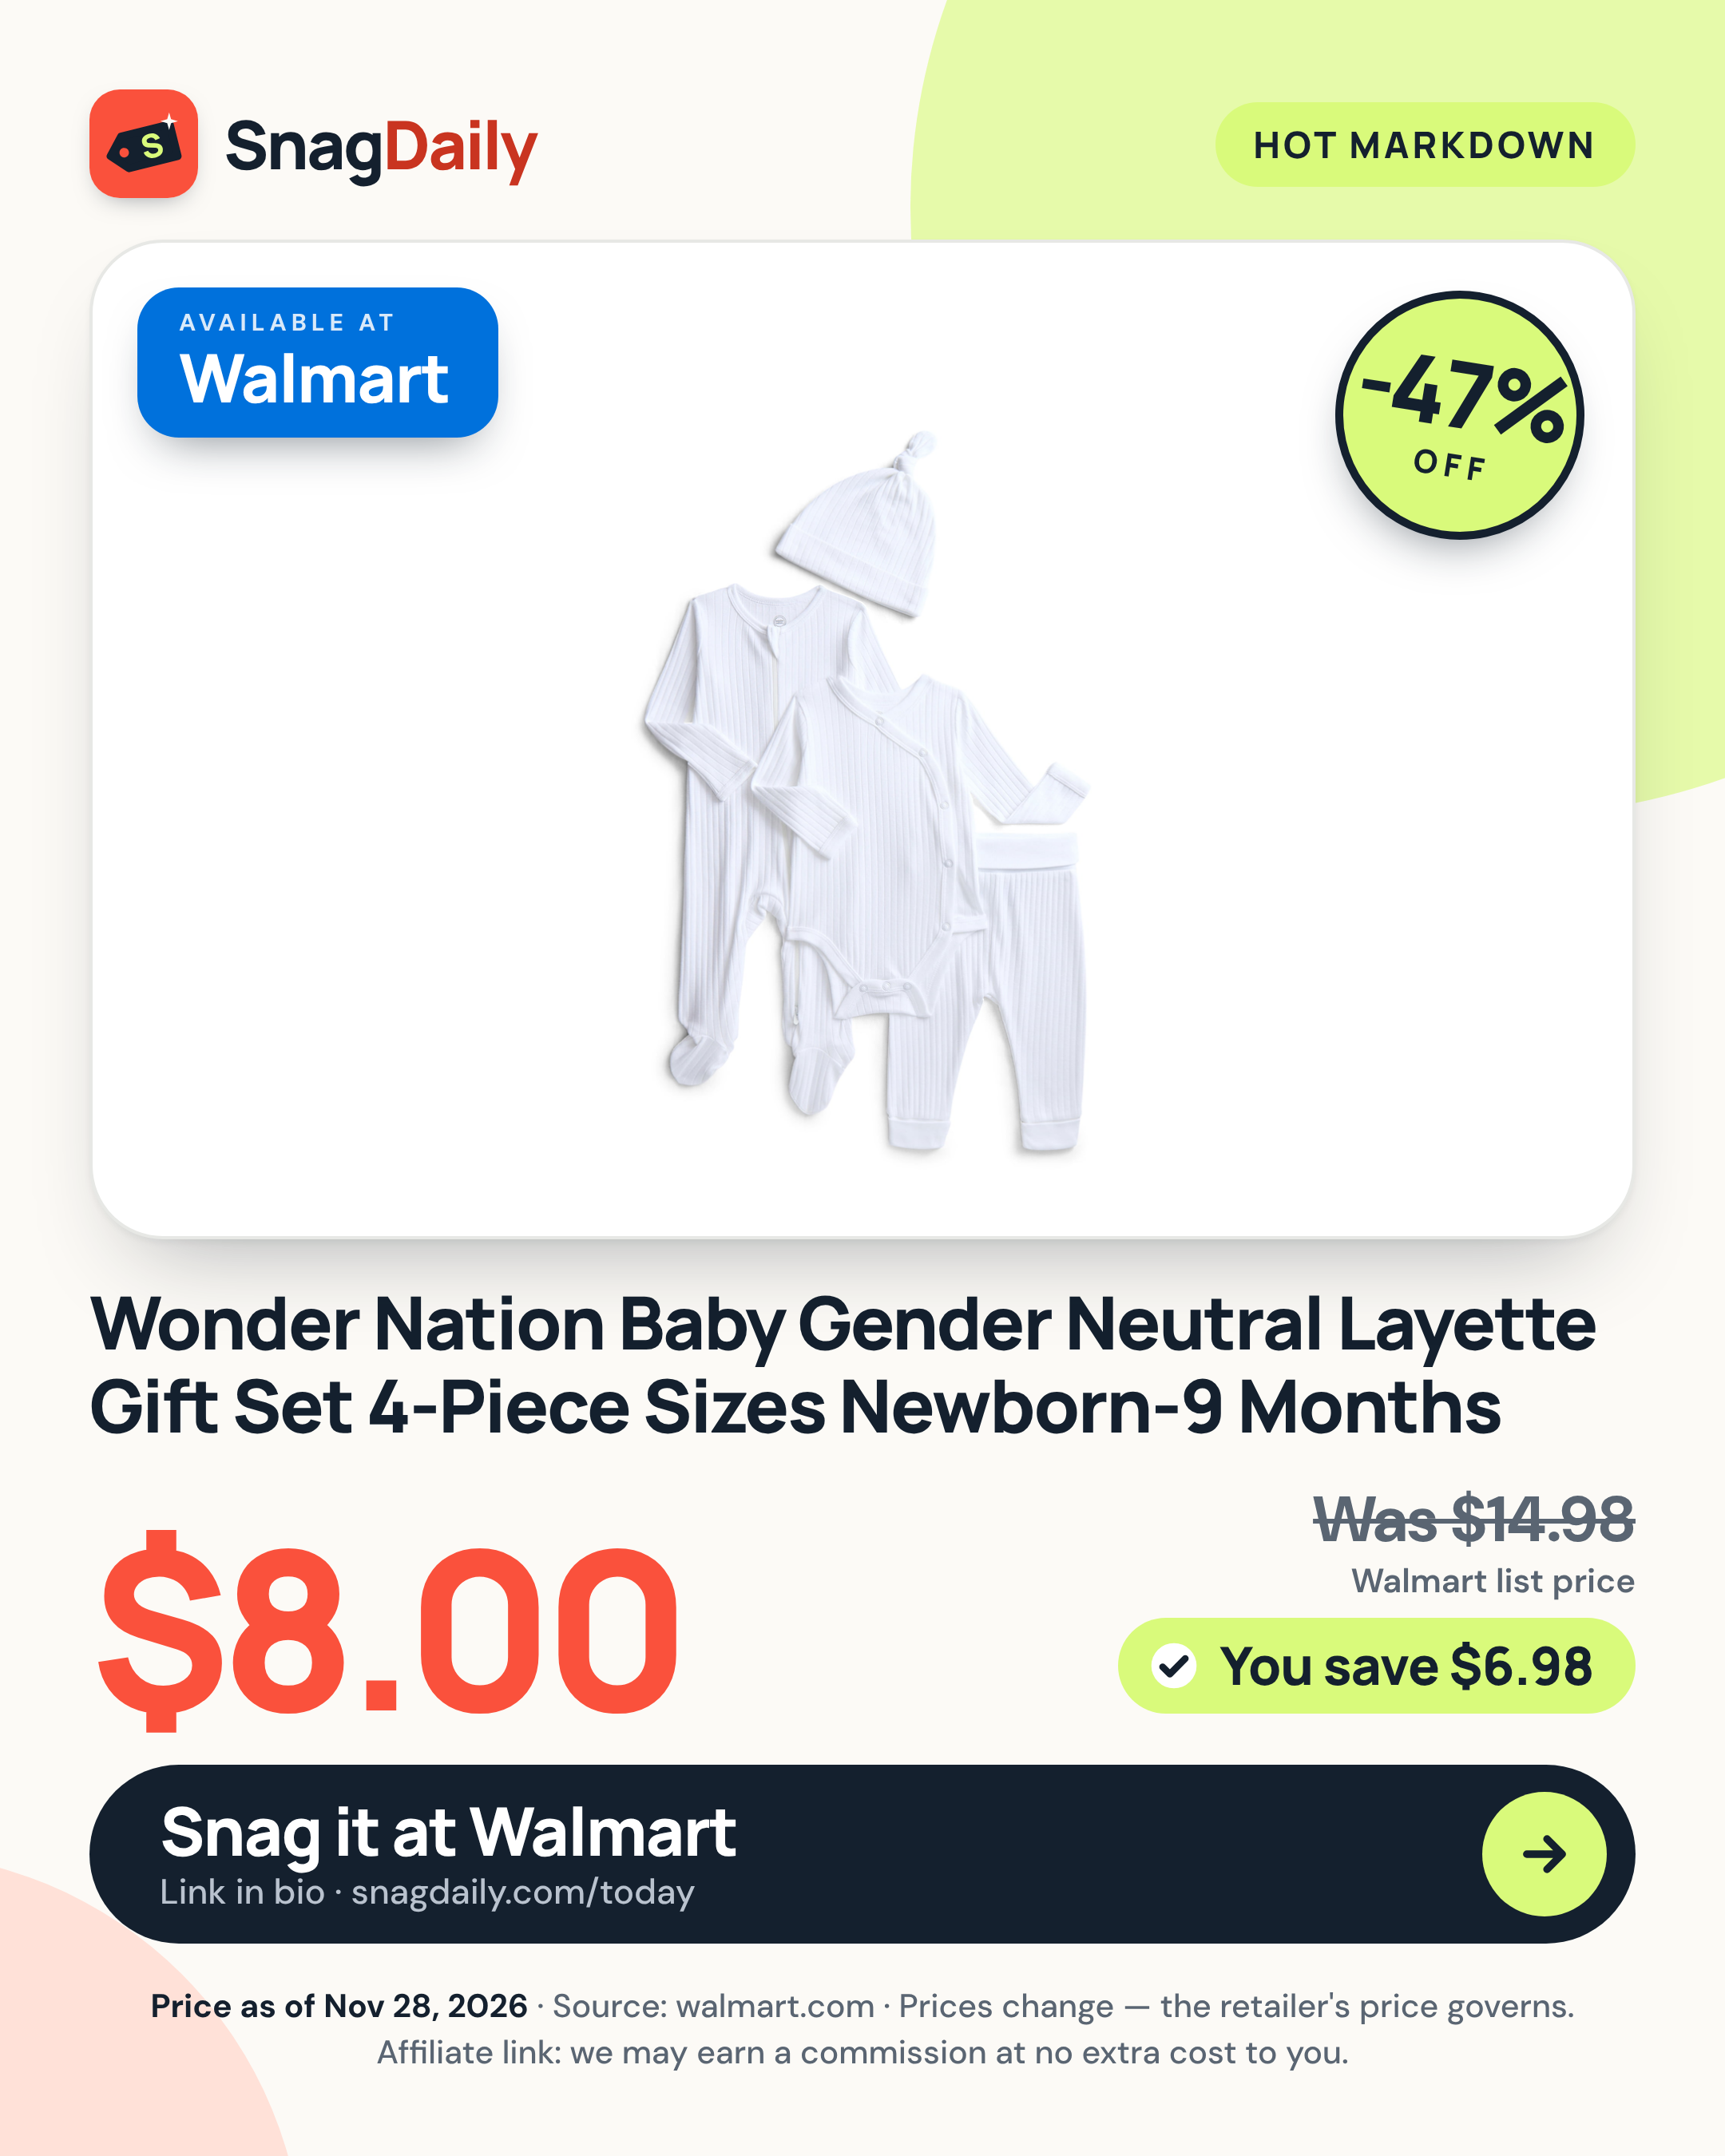 S
SnagDaily
HOT MARKDOWN
AVAILABLE AT
Walmart
-47%
OFF
Wonder Nation Baby Gender Neutral Layette
Gift Set 4-Piece Sizes Newborn-9 Months
Was $14.98
Walmart list price
$8.00
You save $6.98
Snag it at Walmart
Link in bio · snagdaily.com/today
Price as of Nov 28, 2026 · Source: walmart.com · Prices change — the retailer's price governs.
Affiliate link: we may earn a commission at no extra cost to you.